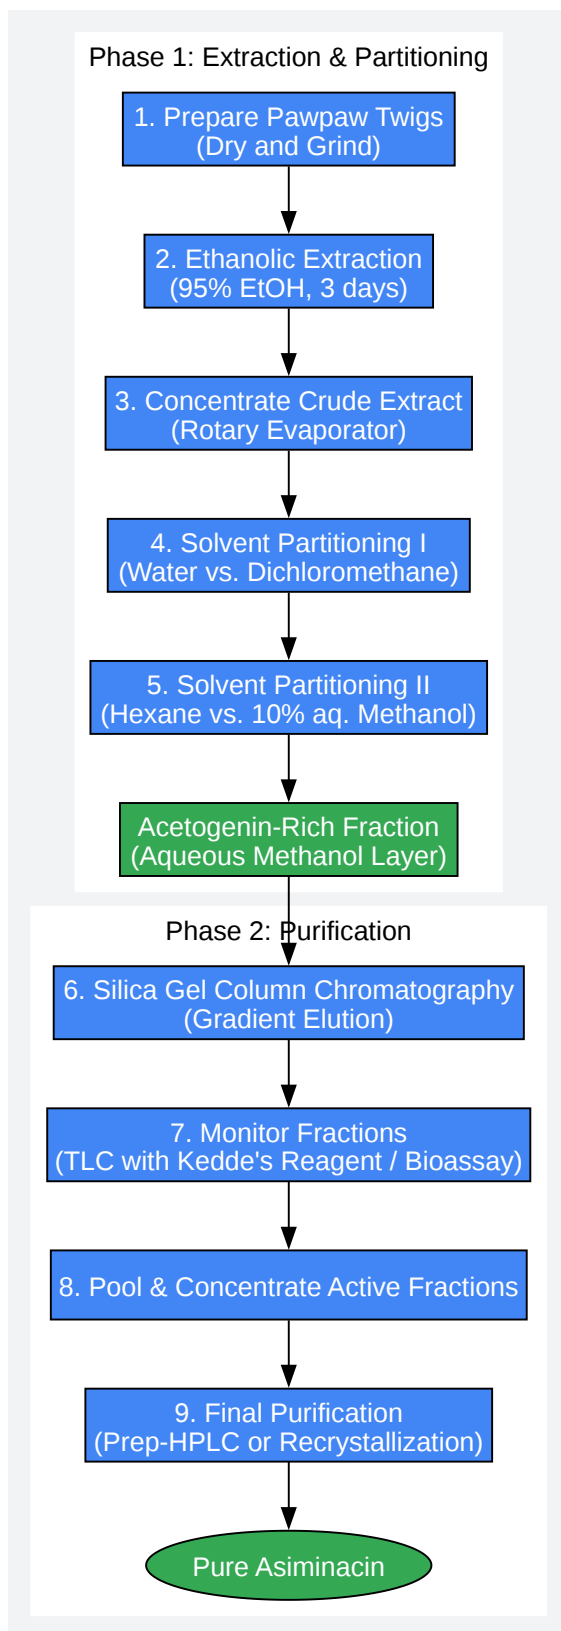 Phase 1: Extraction & Partitioning
1. Prepare Pawpaw Twigs
(Dry and Grind)
2. Ethanolic Extraction
(95% EtOH, 3 days)
3. Concentrate Crude Extract
(Rotary Evaporator)
4. Solvent Partitioning I
(Water vs. Dichloromethane)
5. Solvent Partitioning II
(Hexane vs. 10% aq. Methanol)
Acetogenin-Rich Fraction
(Aqueous Methanol Layer)
Phase 2: Purification
6. Silica Gel Column Chromatography
(Gradient Elution)
7. Monitor Fractions
(TLC with Kedde's Reagent / Bioassay)
8. Pool & Concentrate Active Fractions
9. Final Purification
(Prep-HPLC or Recrystallization)
Pure Asiminacin